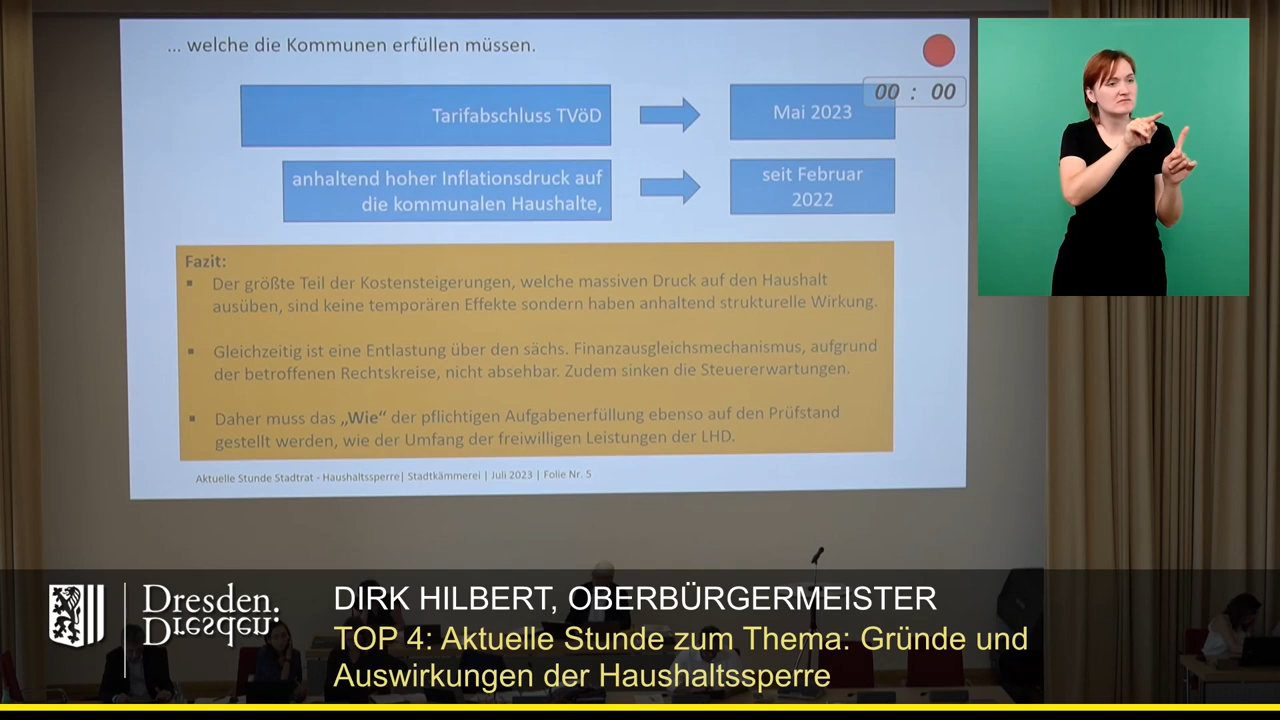 ... welche die Kommunen erfüllen müssen.
00 : 00
Tarifabschluss TVöD
Mai 2023
anhaltend hoher Inflationsdruck auf
die kommunalen Haushalte,
seit Februar
2022
Fazit:
▪ Der größte Teil der Kostensteigerungen, welche massiven Druck auf den Haushalt
ausüben, sind keine temporären Effekte sondern haben anhaltend strukturelle Wirkung.
▪ Gleichzeitig ist eine Entlastung über den sächs. Finanzausgleichsmechanismus, aufgrund
der betroffenen Rechtskreise, nicht absehbar. Zudem sinken die Steuererwartungen.
▪ Daher muss das „Wie“ der pflichtigen Aufgabenerfüllung ebenso auf den Prüfstand
gestellt werden, wie der Umfang der freiwilligen Leistungen der LHD.
Aktuelle Stunde Stadtrat - Haushaltssperre| Stadtkämmerei | Juli 2023 | Folie Nr. 5
Dresden.
Dresden.
DIRK HILBERT, OBERBÜRGERMEISTER
TOP 4: Aktuelle Stunde zum Thema: Gründe und
Auswirkungen der Haushaltssperre